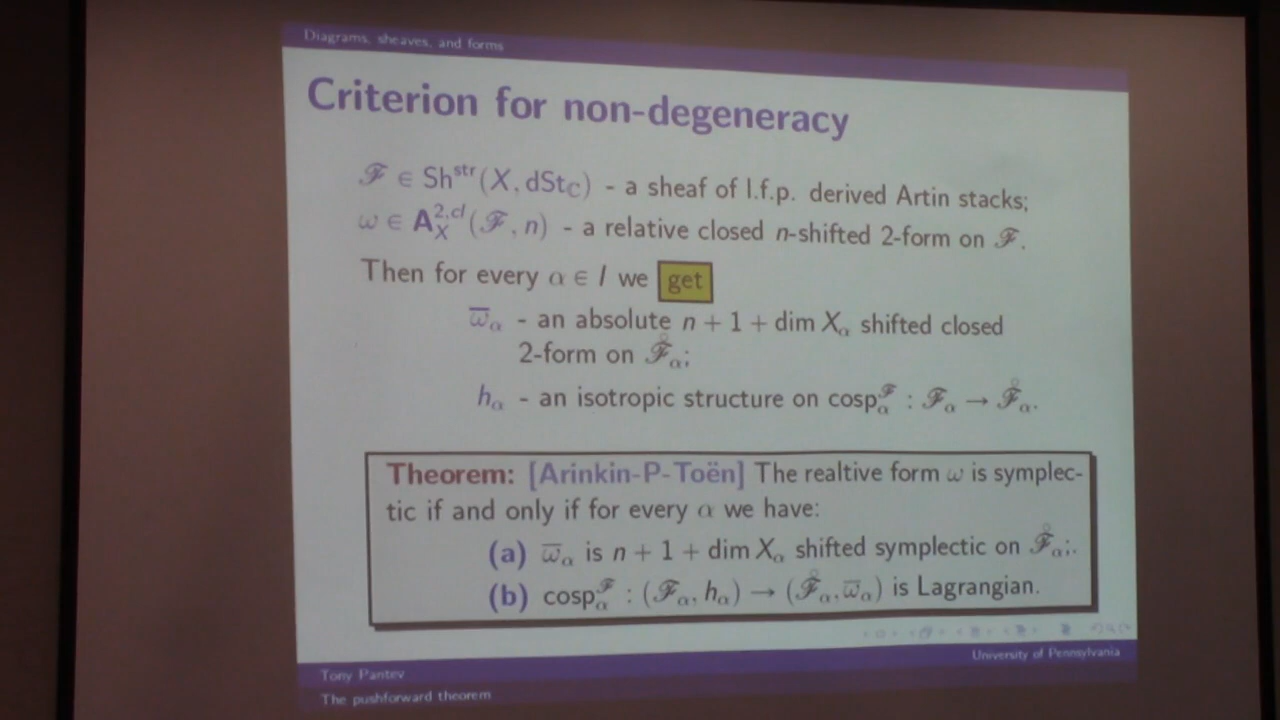 Diagrams, sheaves, and forms
Criterion for non-degeneracy
ℱ ∈ Sh^str(X, dSt_ℂ) - a sheaf of l.f.p. derived Artin stacks;
ω ∈ A_X^{2,cl}(ℱ, n) - a relative closed n-shifted 2-form on ℱ.
Then for every α ∈ I we get
ω̅_α - an absolute n + 1 + dim X_α shifted closed
2-form on ℱ̊_α;
h_α - an isotropic structure on cosp_α^ℱ : ℱ_α → ℱ̊_α.
Theorem: [Arinkin-P-Toën] The realtive form ω is symplec-
tic if and only if for every α we have:
(a) ω̅_α is n + 1 + dim X_α shifted symplectic on ℱ̊_α;.
(b) cosp_α^ℱ : (ℱ_α, h_α) → (ℱ̊_α, ω̅_α) is Lagrangian.
Tony Pantev
University of Pennsylvania
The pushforward theorem